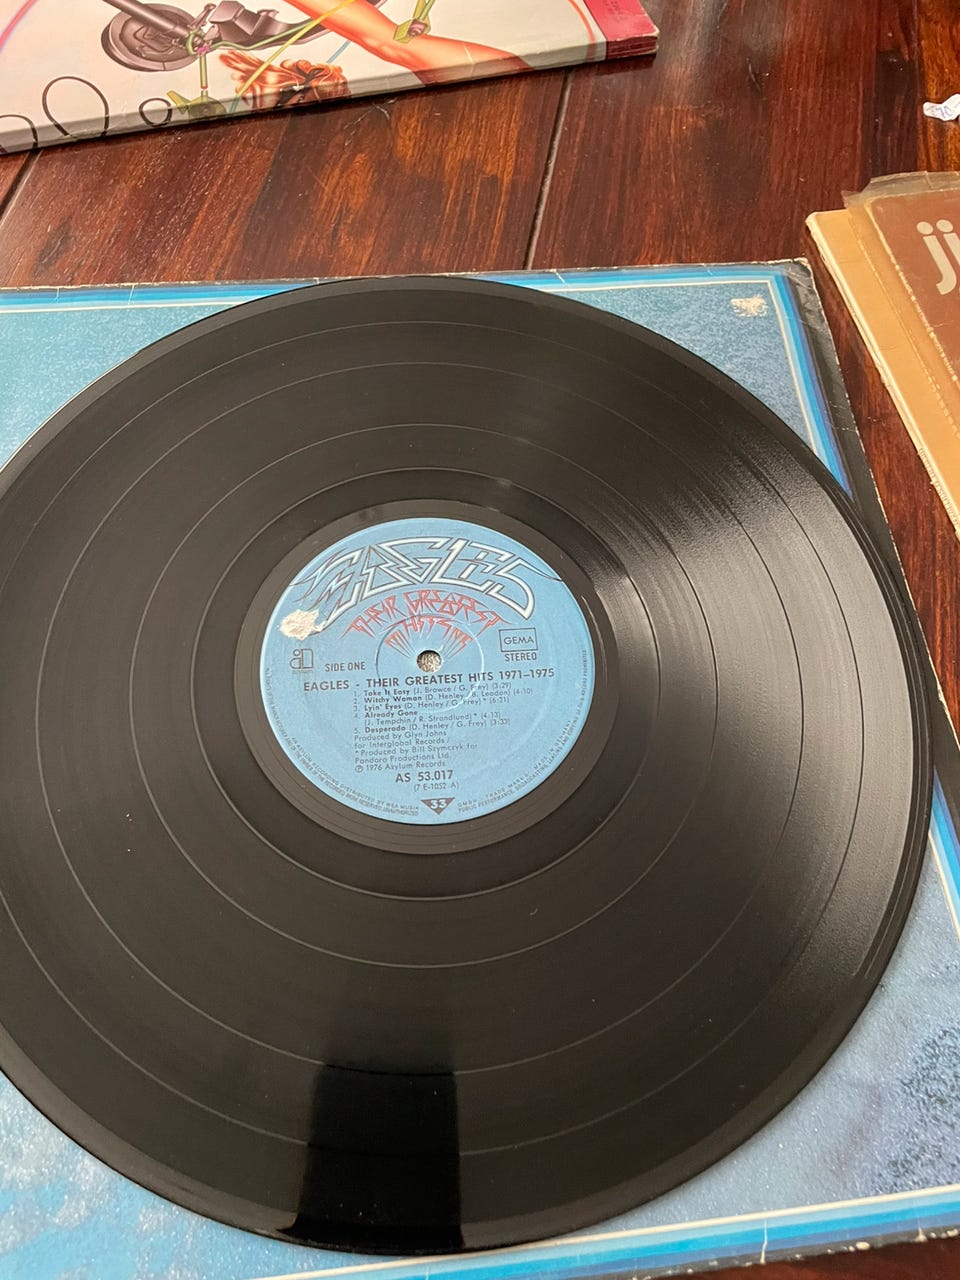 jj
EAGLES
THEIR GREATEST
HITS
GEMA
STEREO
SIDE ONE
asylum
EAGLES - THEIR GREATEST HITS 1971–1975
1. Take It Easy (J. Browce / G. Frey) (3:29)
2. Witchy Woman (D. Henley / B. Leadon) (4:10)
3. Lyin' Eyes (D. Henley / G. Frey) * (6:21)
4. Already Gone
(J. Tempchin / R. Strandlund) * (4:13)
5. Desperado (D. Henley / G. Frey) (3:33)
Produced by Glyn Johns
for Interglobal Records /
* Produced by Bill Szymczyk for
Pandora Productions Ltd.
℗ 1976 Asylum Records
AS 53.017
(7 E-1052 A)
33